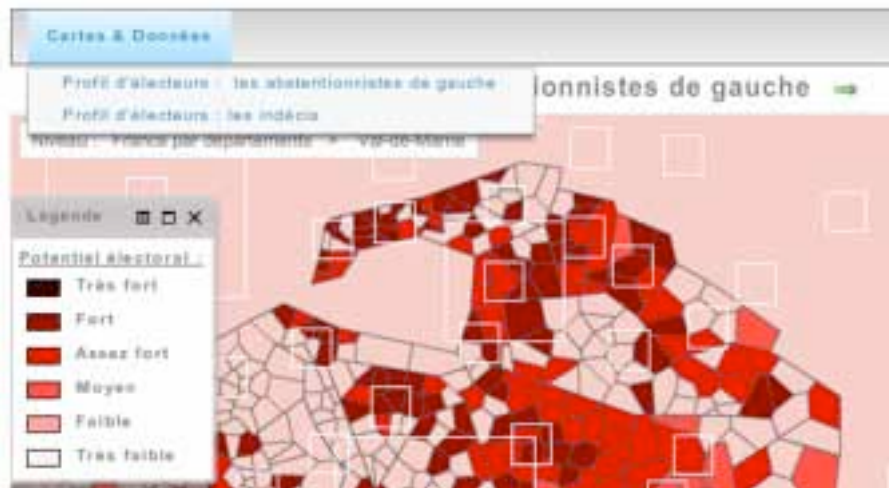 Cartes & Données
Profil d'électeurs : les abstentionnistes de gauche
Profil d'électeurs : les indécis
ionnistes de gauche ⇒
Niveau : France par départements » Val-de-Marne
Légende
Potentiel électoral :
Très fort
Fort
Assez fort
Moyen
Faible
Très faible